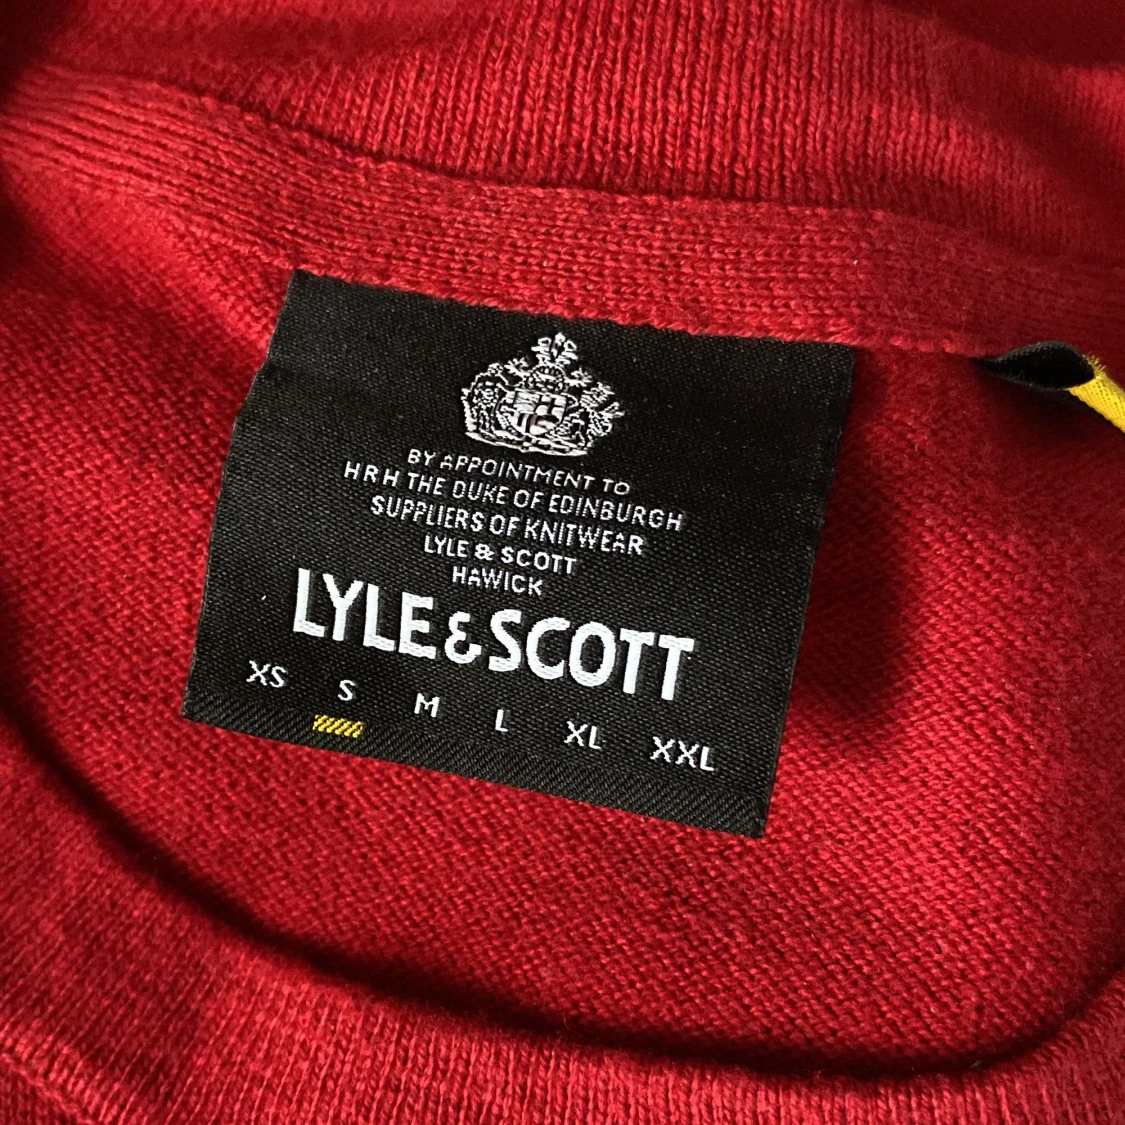 BY APPOINTMENT TO
HRH THE DUKE OF EDINBURGH
SUPPLIERS OF KNITWEAR
LYLE & SCOTT
HAWICK
LYLE & SCOTT
XS S M L XL XXL